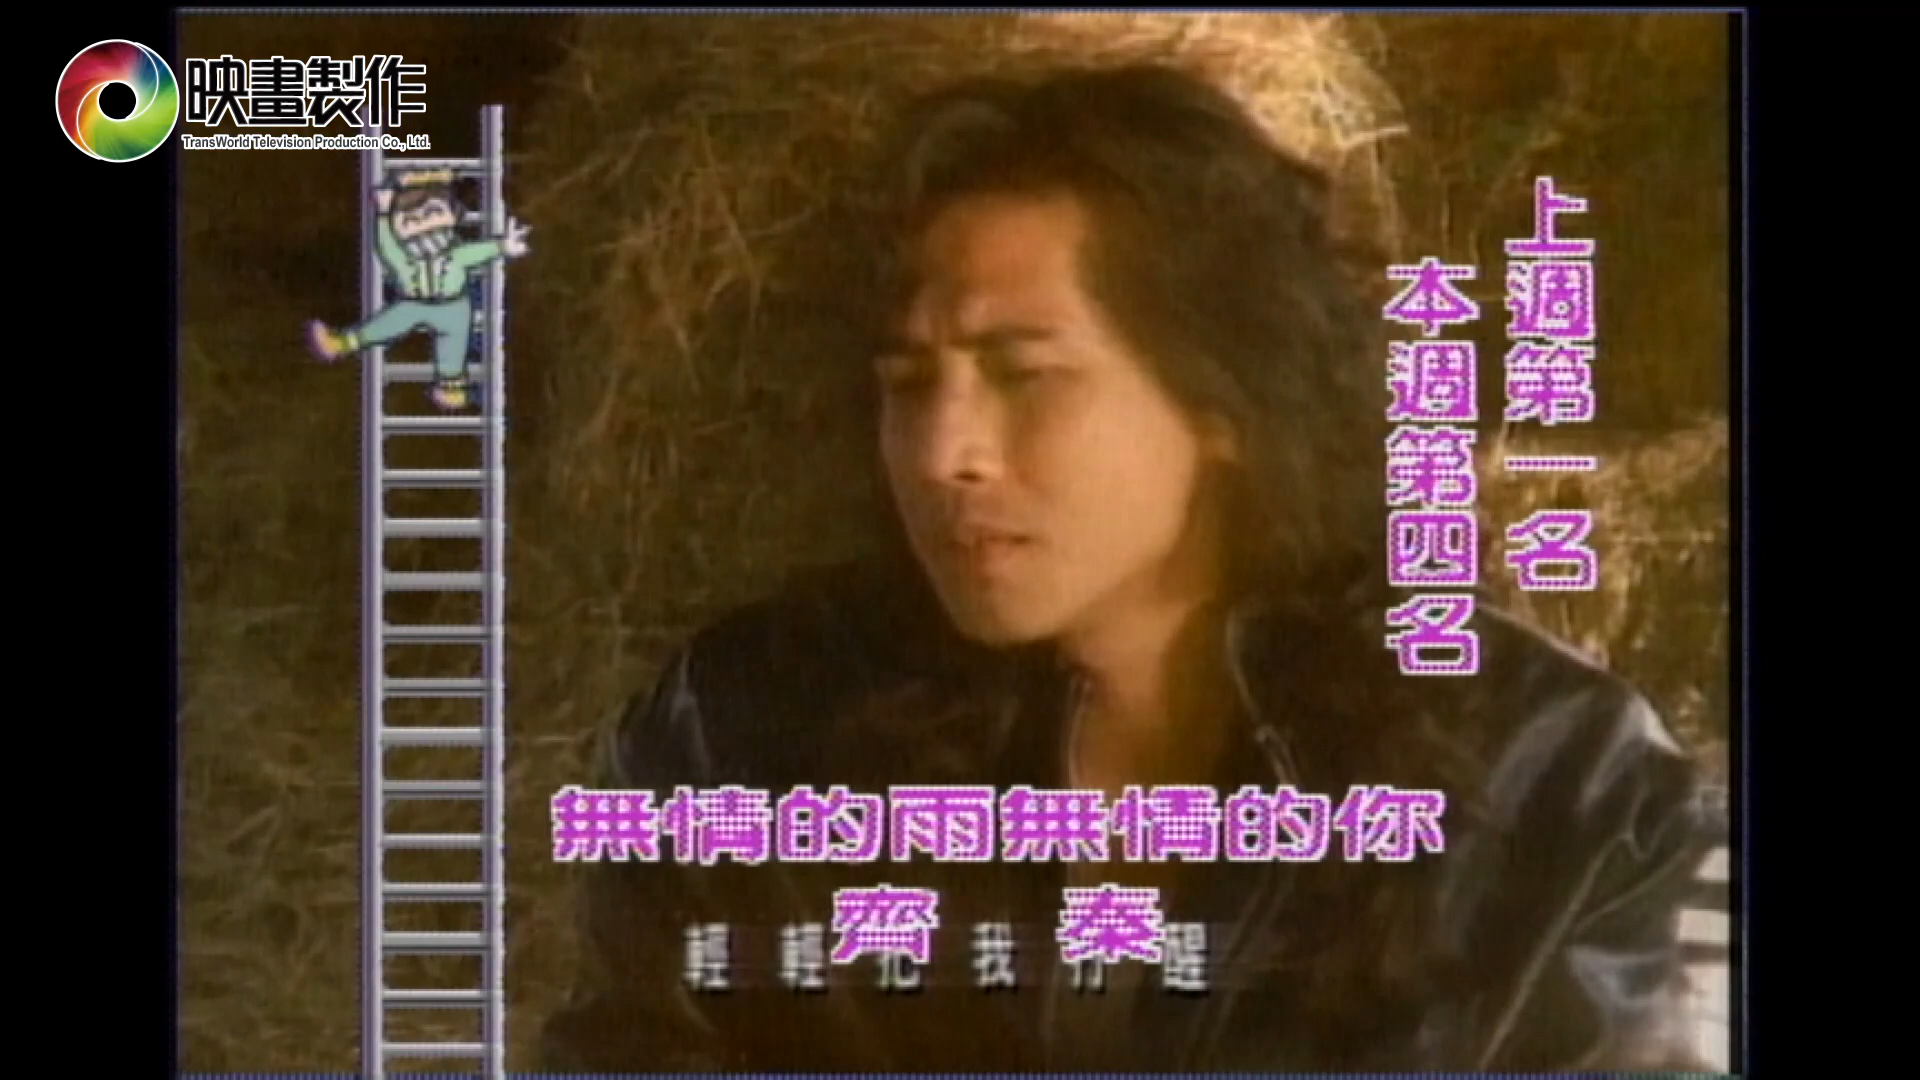 映畫製作
TransWorld Television Production Co., Ltd.
上週第一名
本週第四名
無情的雨無情的你
齊 秦
輕 輕 把 我 打 醒